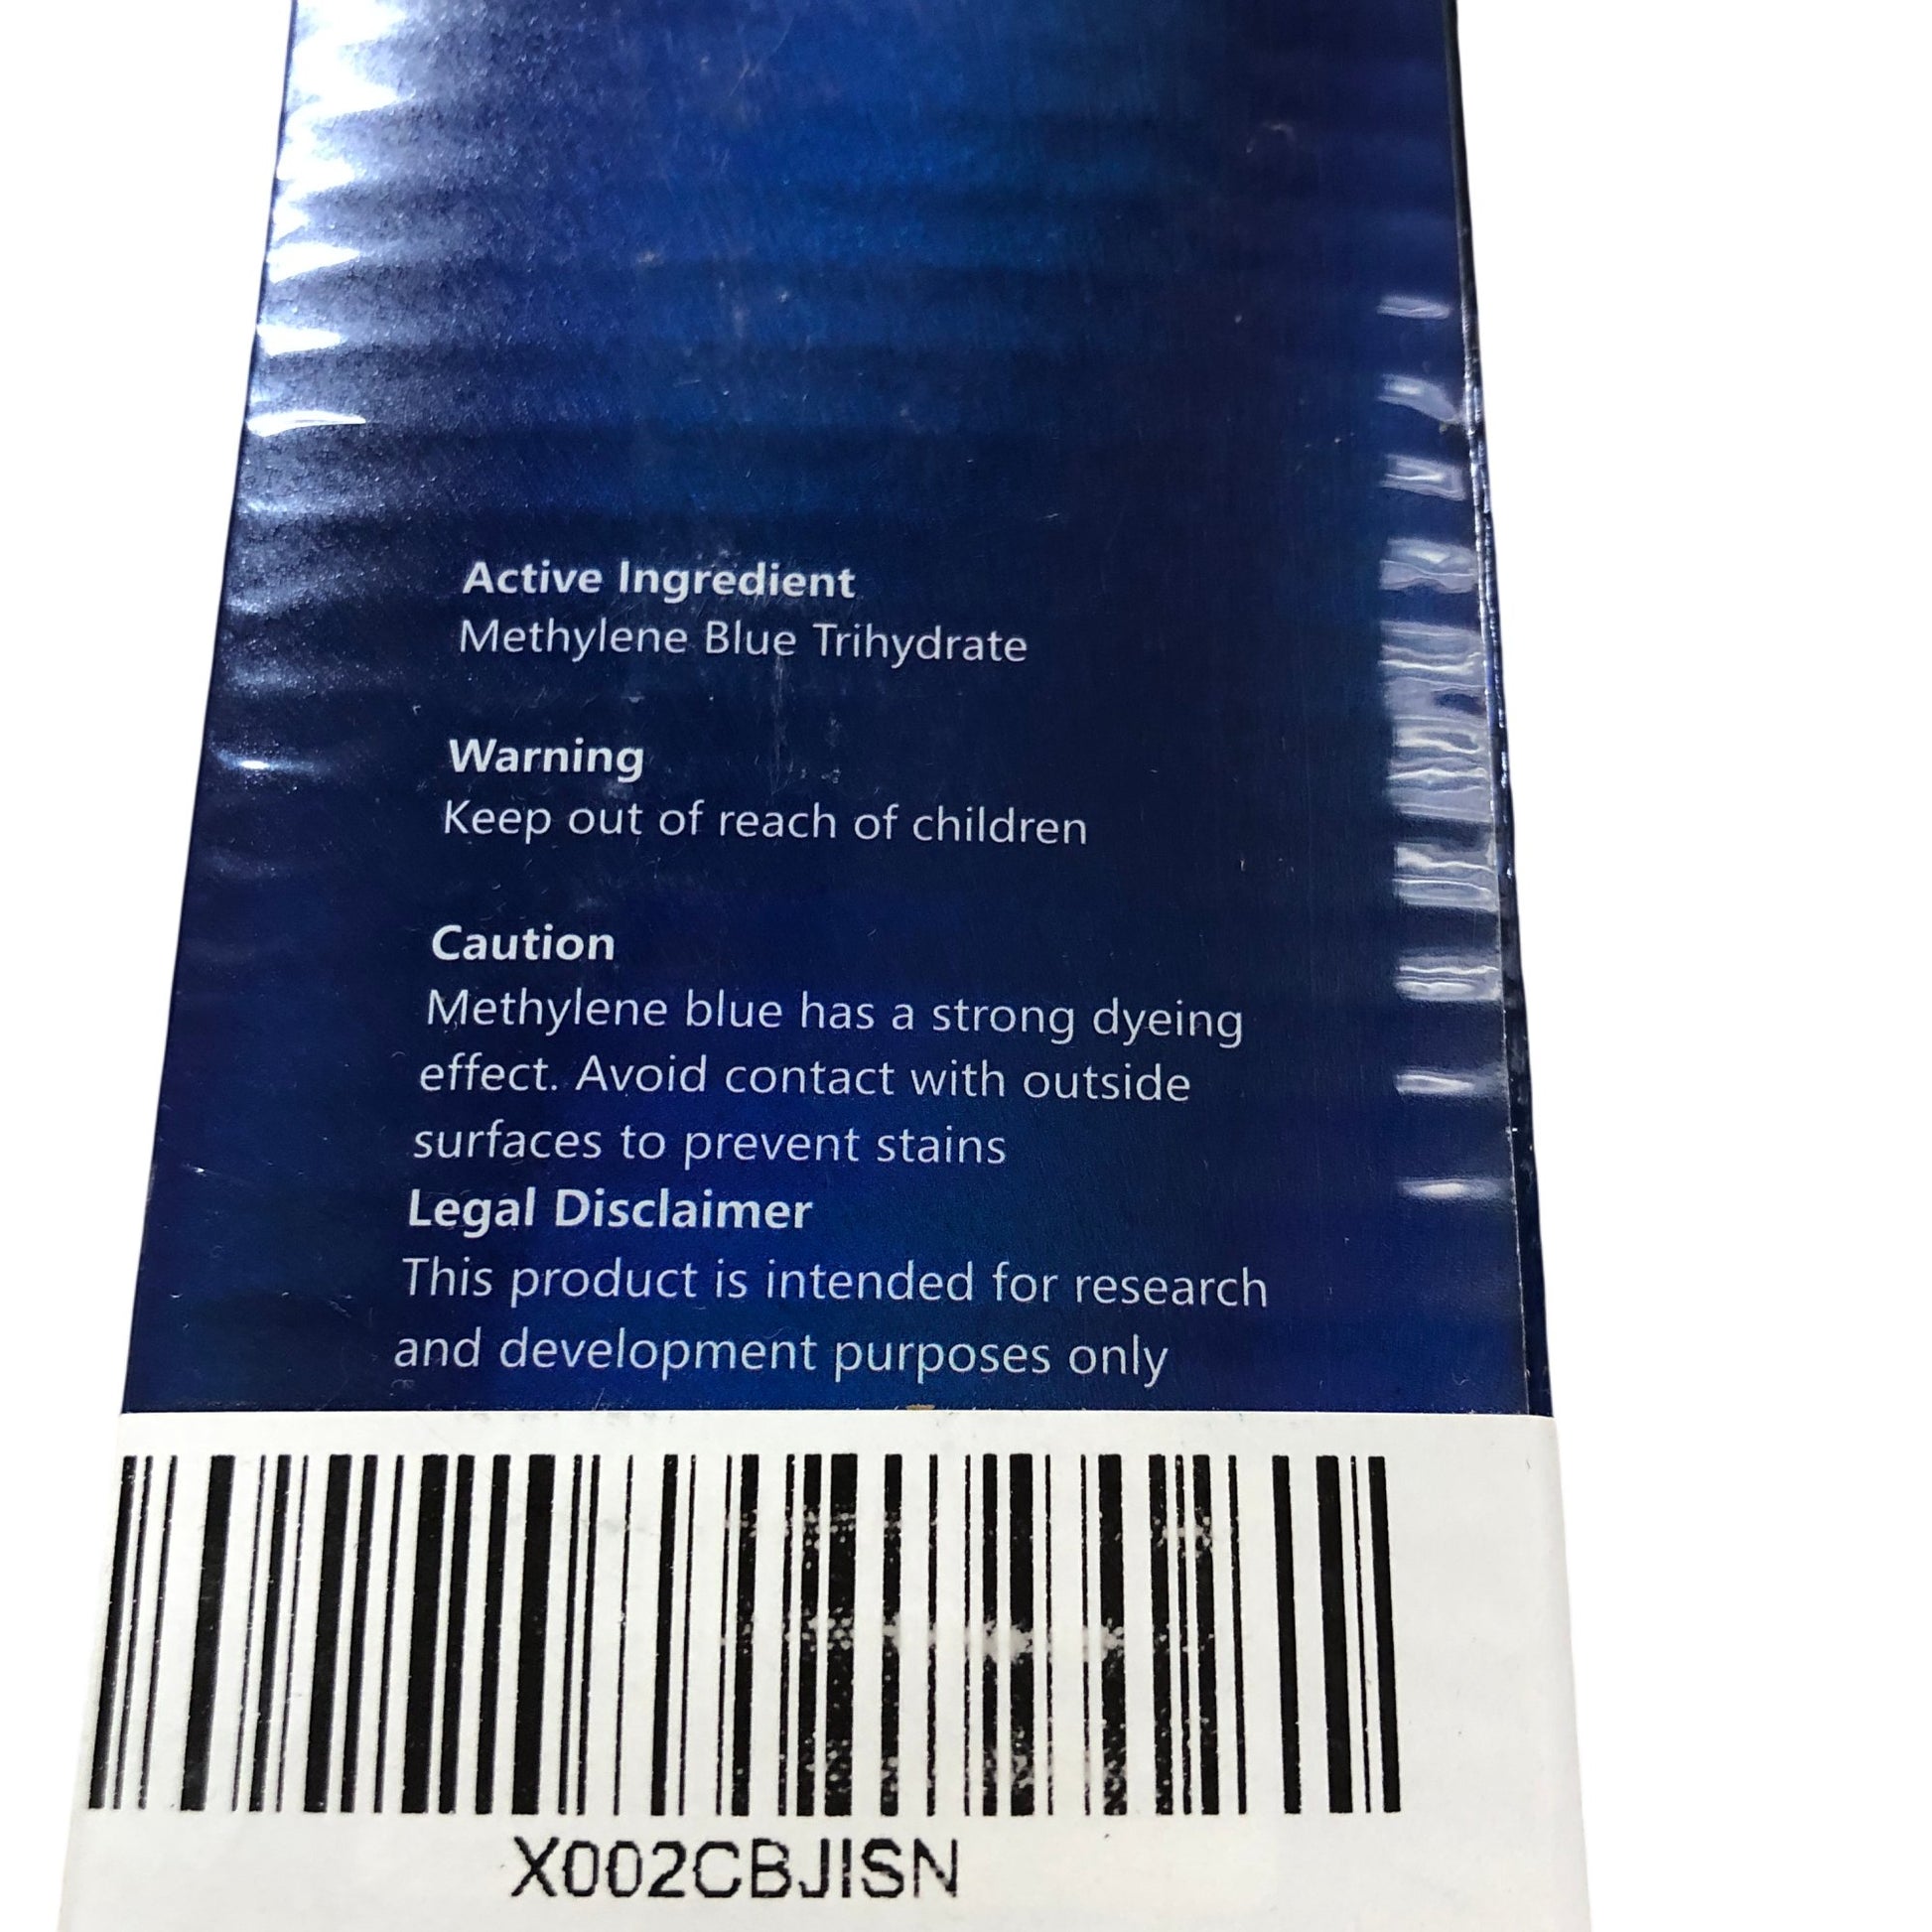 Active Ingredient
Methylene Blue Trihydrate
Warning
Keep out of reach of children
Caution
Methylene blue has a strong dyeing
effect. Avoid contact with outside
surfaces to prevent stains
Legal Disclaimer
This product is intended for research
and development purposes only
X002CBJISN